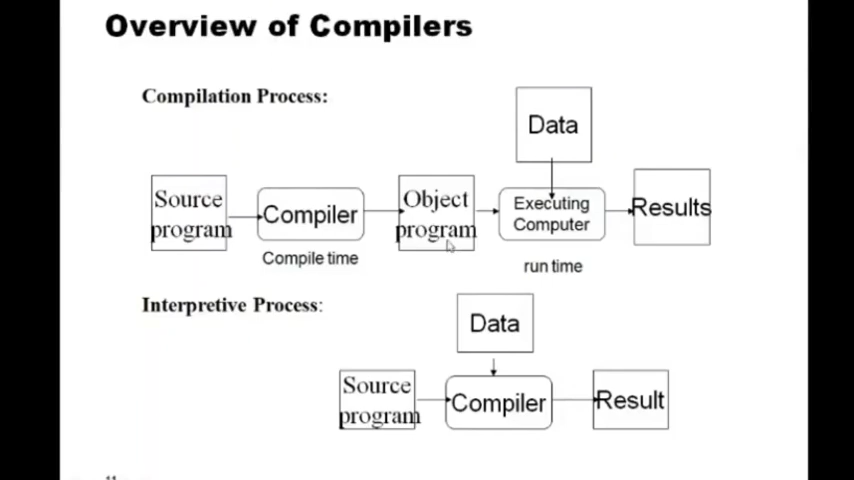 Overview of Compilers
Compilation Process:
Data
Source
program
Compiler
Compile time
Object
program
Executing
Computer
run time
Results
Interpretive Process:
Data
Source
program
Compiler
Result